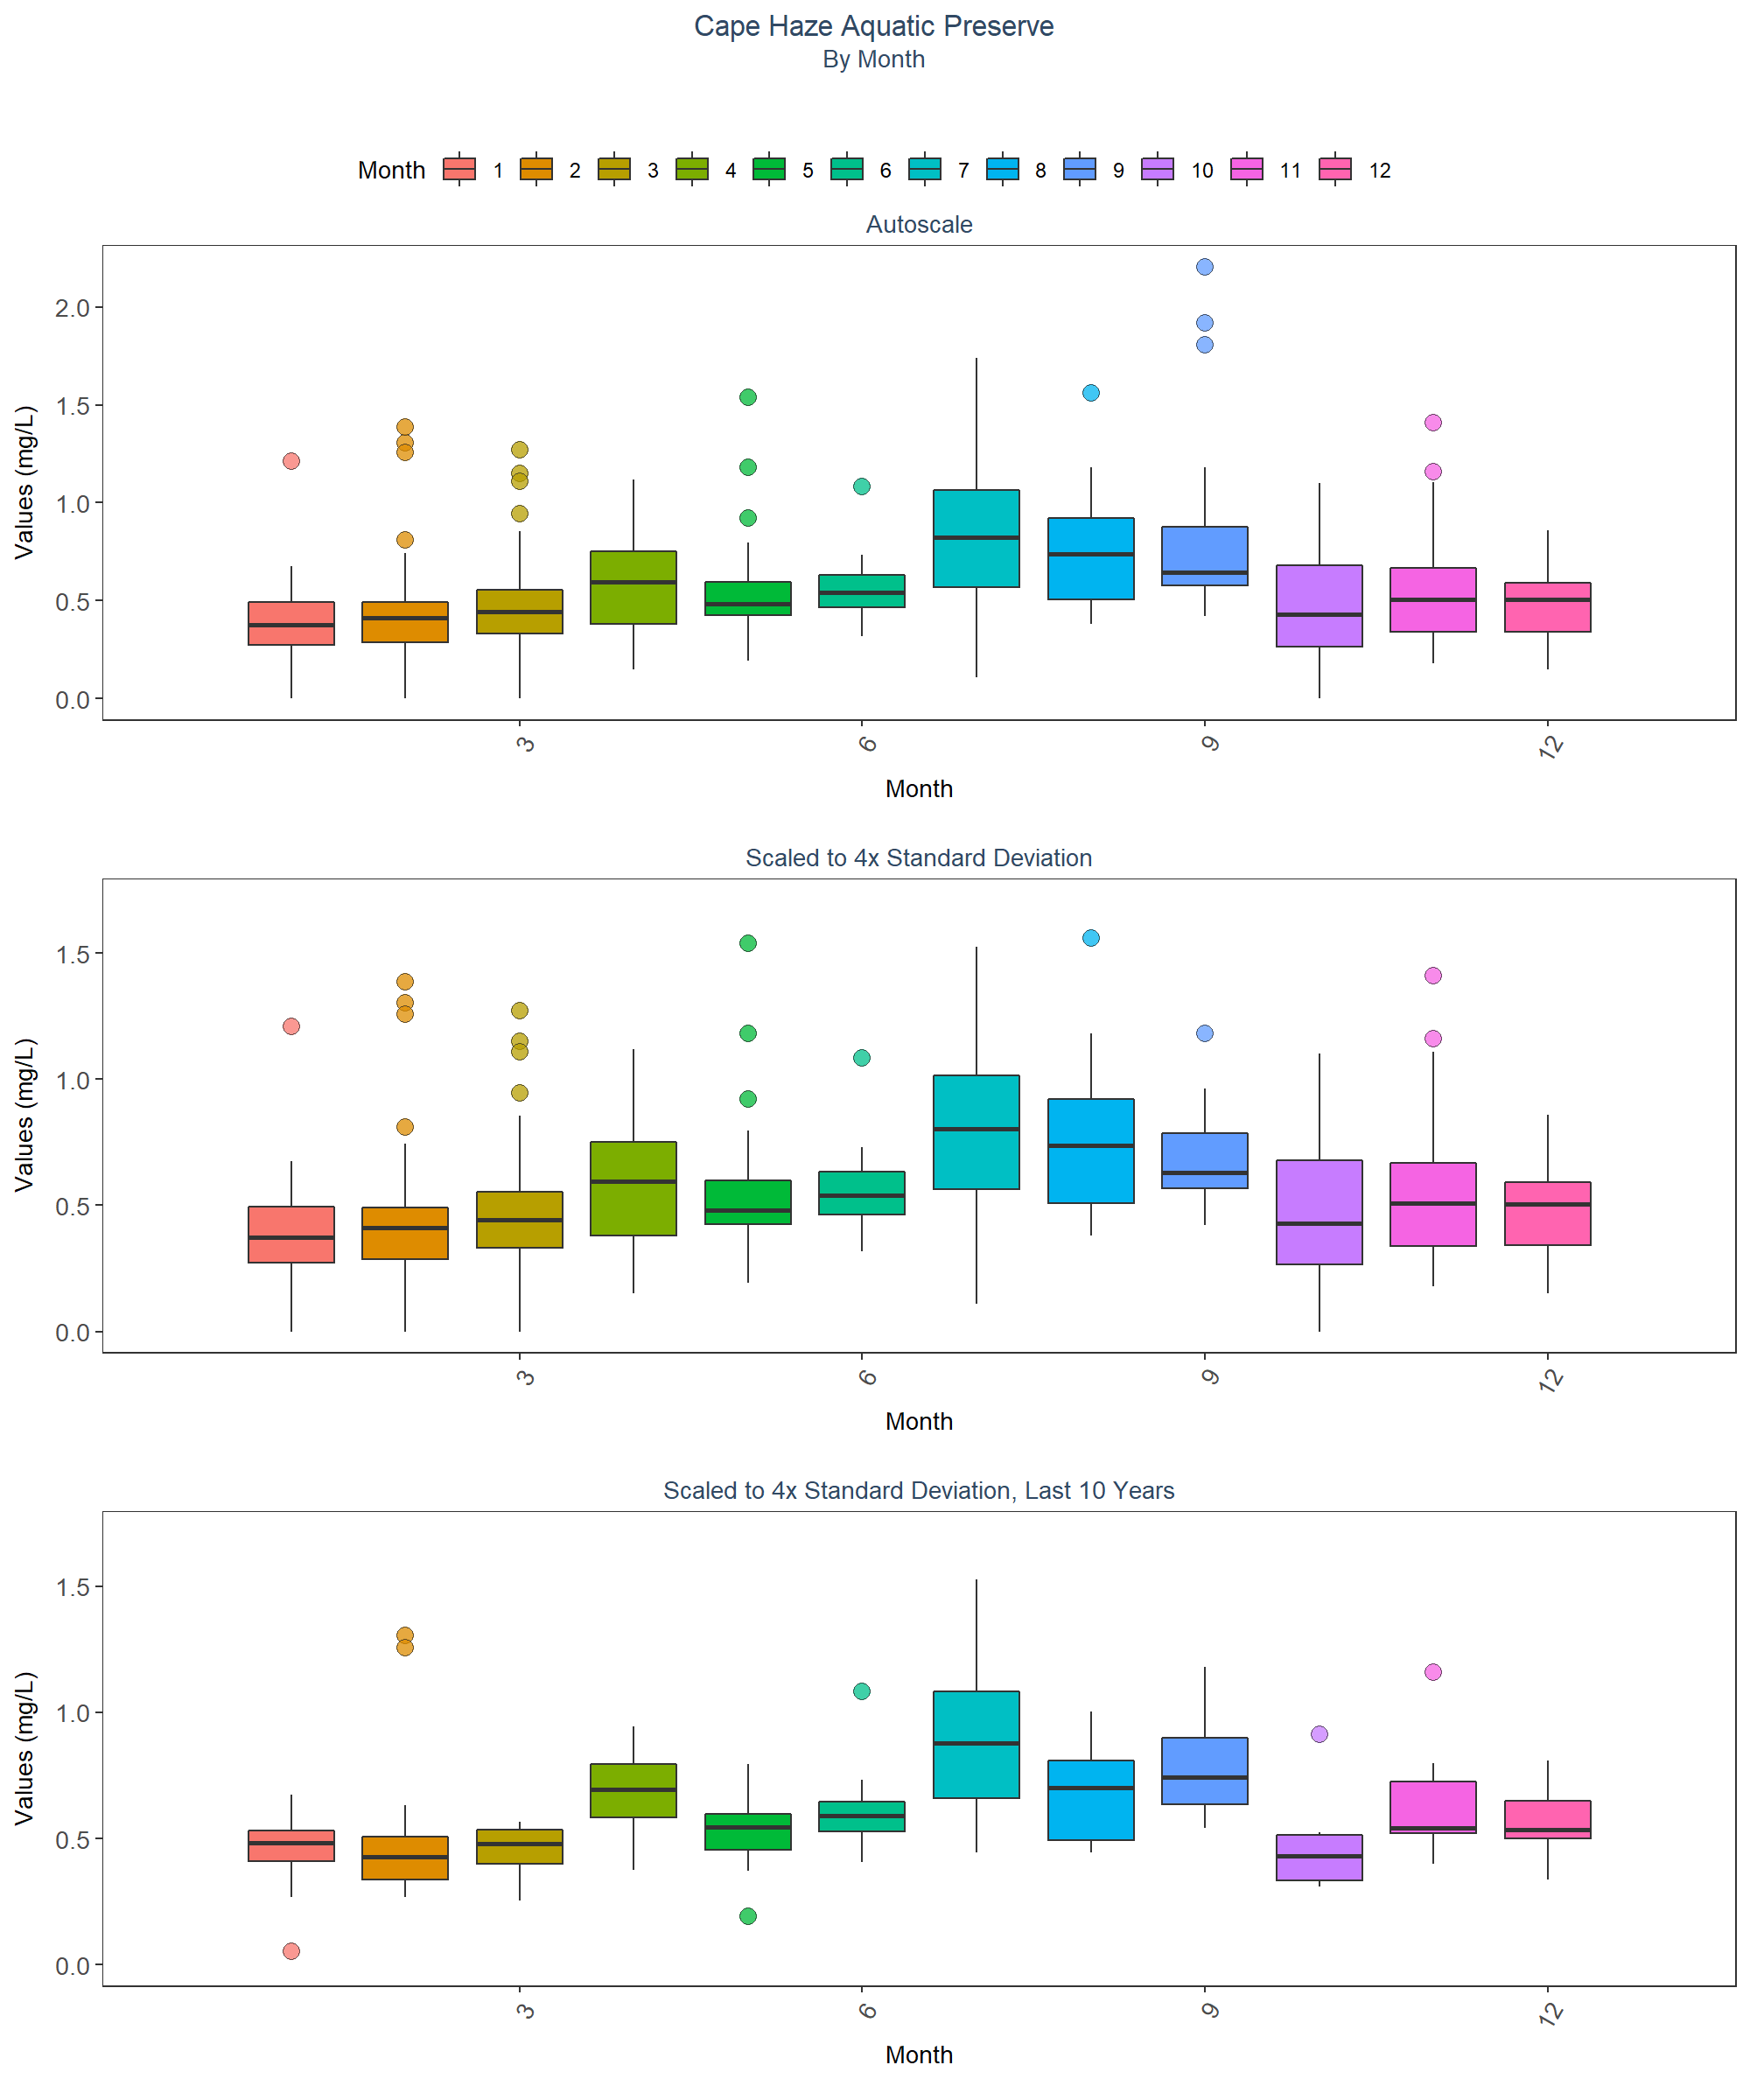 Cape Haze Aquatic Preserve
By Month
Month 1 2 3 4 5 6 7 8 9 10 11 12
Autoscale
Values (mg/L)
2.0
1.5
1.0
0.5
0.0
3 6 9 12
Month
Scaled to 4x Standard Deviation
Values (mg/L)
1.5
1.0
0.5
0.0
3 6 9 12
Month
Scaled to 4x Standard Deviation, Last 10 Years
Values (mg/L)
1.5
1.0
0.5
0.0
3 6 9 12
Month